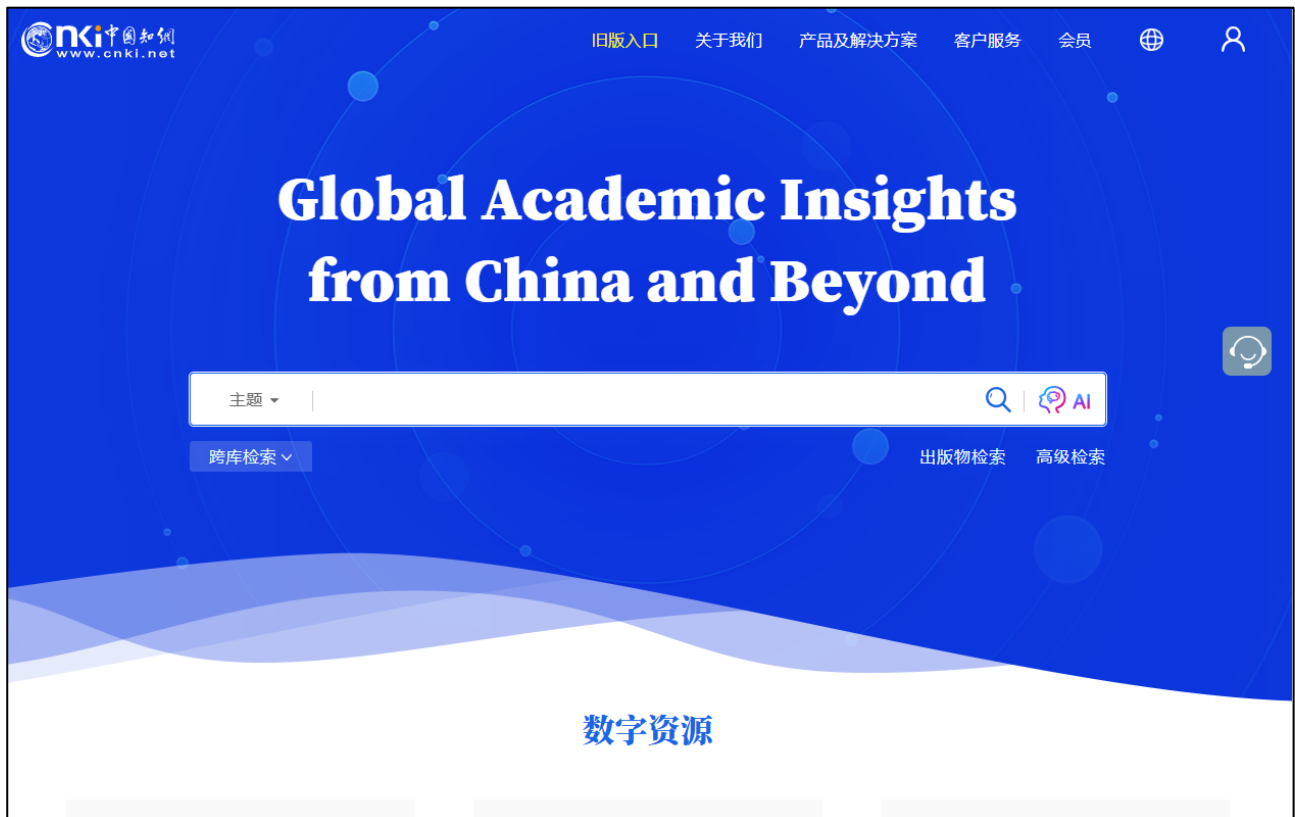 cnki中国知网
www.cnki.net
旧版入口 关于我们 产品及解决方案 客户服务 会员
Global Academic Insights
from China and Beyond
主题 AI
跨库检索 出版物检索 高级检索
数字资源